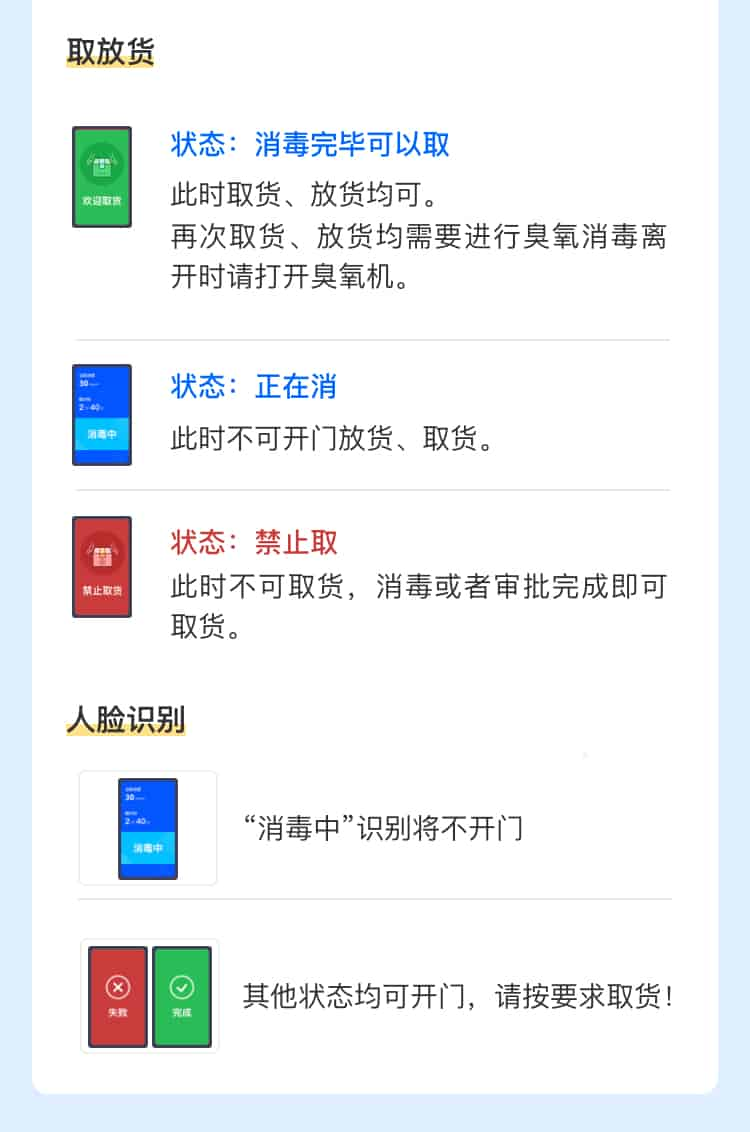 取放货
状态：消毒完毕可以取
欢迎取货
此时取货、放货均可。
再次取货、放货均需要进行臭氧消毒离
开时请打开臭氧机。
30
2
40
消毒中
状态：正在消
此时不可开门放货、取货。
禁止取货
状态：禁止取
此时不可取货，消毒或者审批完成即可
取货。
人脸识别
30
2
40
消毒中
“消毒中”识别将不开门
失败
完成
其他状态均可开门，请按要求取货！